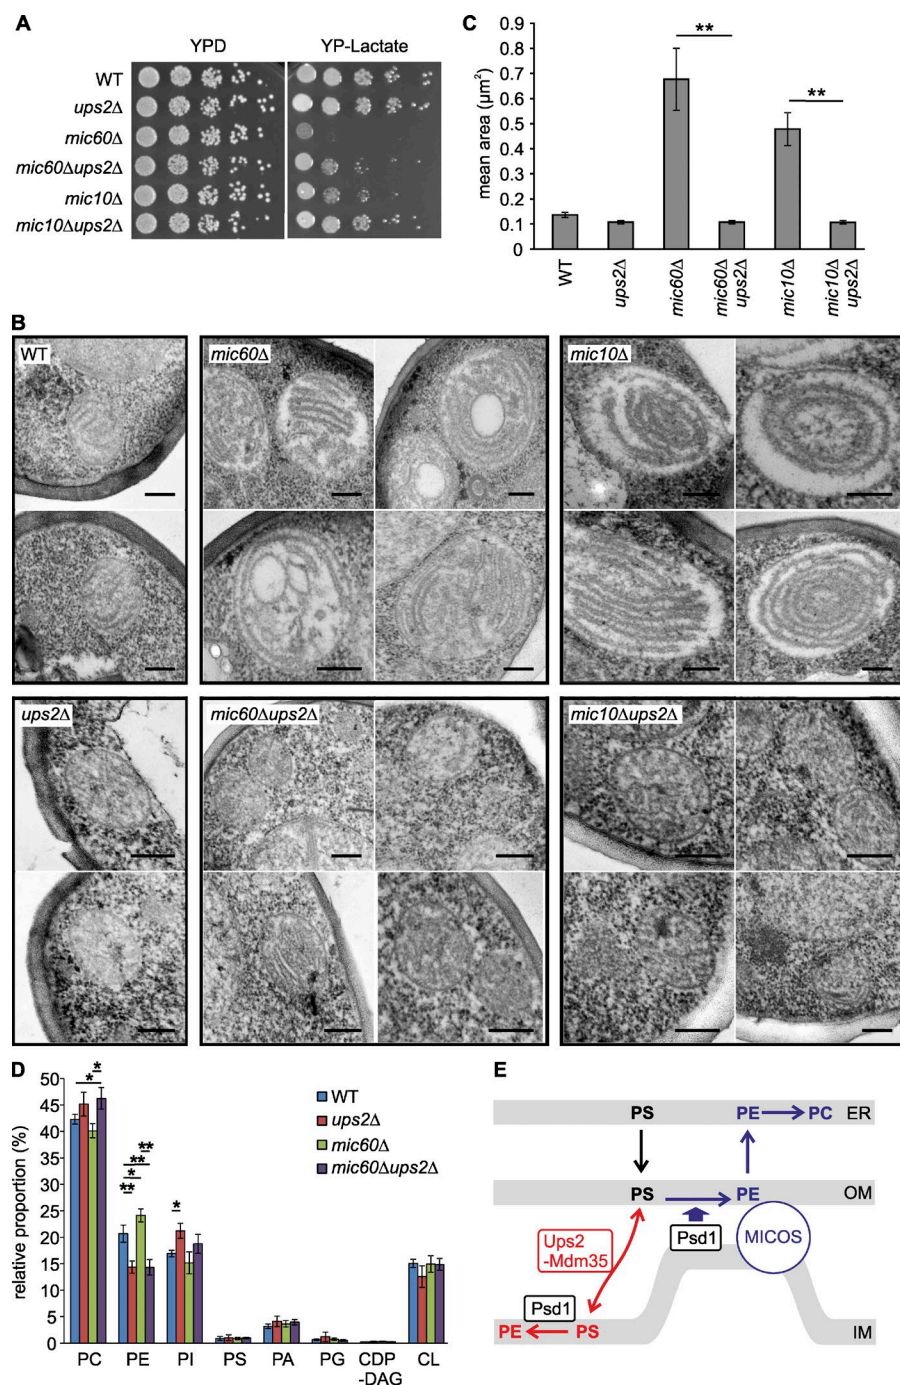 A
YPD
YP-Lactate
WT
ups2Δ
mic60Δ
mic60Δups2Δ
mic10Δ
mic10Δups2Δ
C
mean area (µm²)
0.9
0.8
0.7
0.6
0.5
0.4
0.3
0.2
0.1
0
**
**
WT
ups2Δ
mic60Δ
mic60Δ
ups2Δ
mic10Δ
mic10Δ
ups2Δ
B
WT
mic60Δ
mic10Δ
ups2Δ
mic60Δups2Δ
mic10Δups2Δ
D
relative proportion (%)
50
45
40
35
30
25
20
15
10
5
0
*
*
**
**
*
**
*
WT
ups2Δ
mic60Δ
mic60Δups2Δ
PC
PE
PI
PS
PA
PG
CDP
-DAG
CL
E
PS
PE
PC
ER
PS
PE
OM
Ups2
-Mdm35
Psd1
MICOS
Psd1
PE
PS
IM